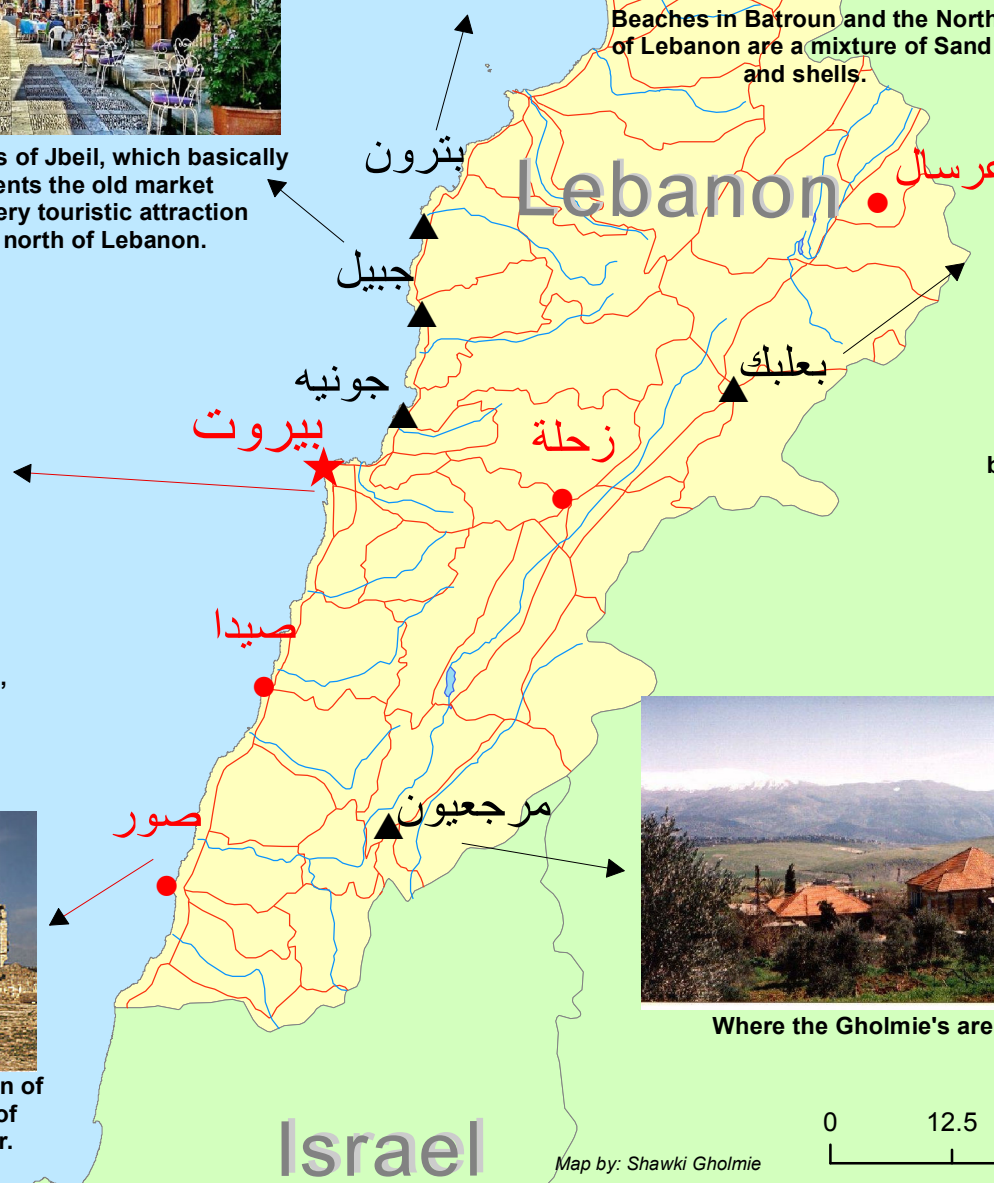 Beaches in Batroun and the North
of Lebanon are a mixture of Sand
and shells.
s of Jbeil, which basically
ents the old market
ery touristic attraction
north of Lebanon.
بترون
Lebanon
عرسال
جبيل
جونيه
بعلبك
بيروت
زحلة
صيدا
,
صور
مرجعيون
Where the Gholmie's are
n of
of
r.
Israel
Map by: Shawki Gholmie
0 12.5